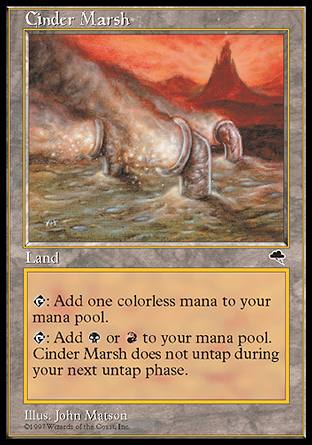 Cinder Marsh
Land
: Add one colorless mana to your
mana pool.
: Add or to your mana pool.
Cinder Marsh does not untap during
your next untap phase.
Illus. John Matson
©1997 Wizards of the Coast, Inc.